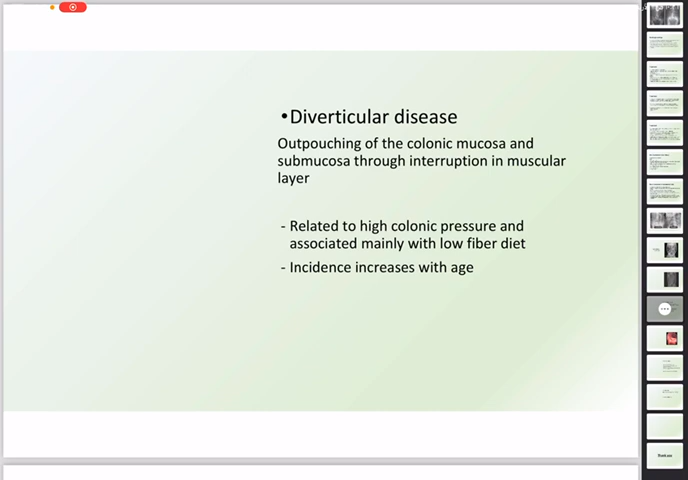 •Diverticular disease
Outpouching of the colonic mucosa and
submucosa through interruption in muscular
layer
- Related to high colonic pressure and
associated mainly with low fiber diet
- Incidence increases with age